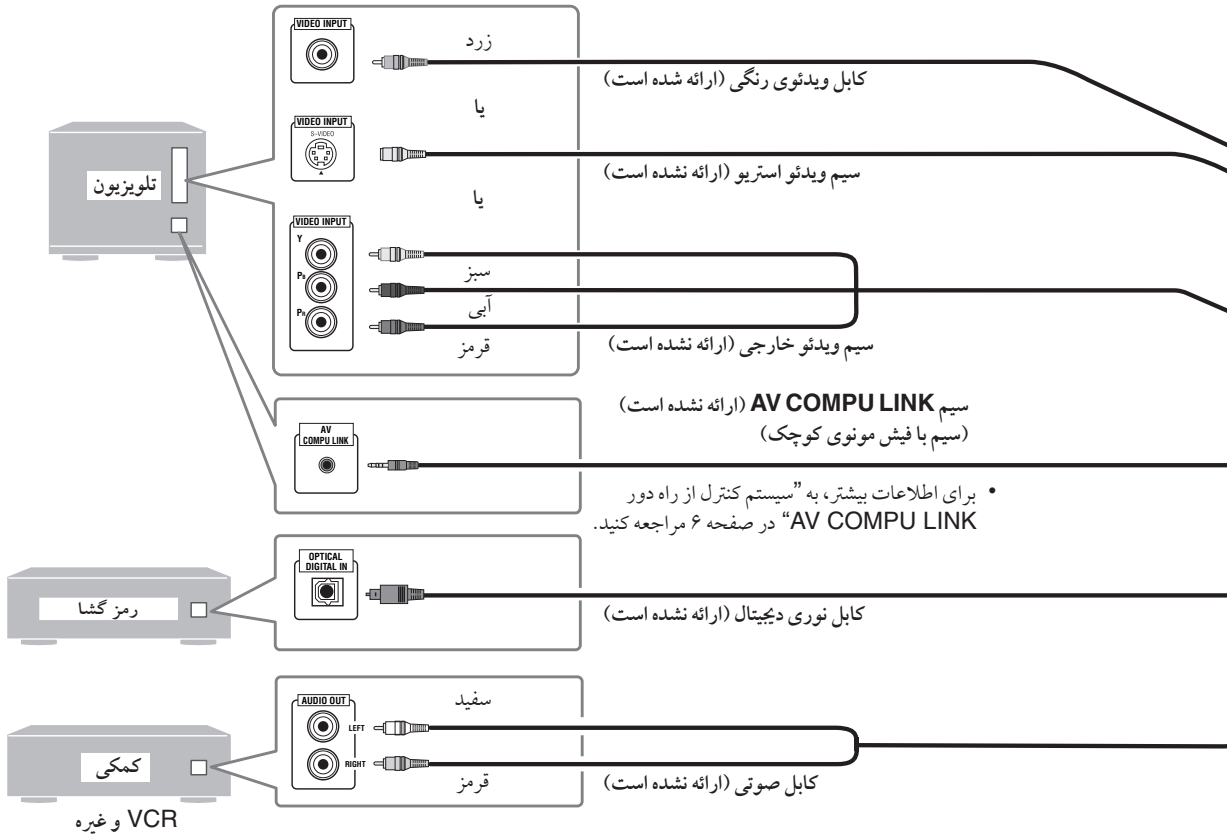 VIDEO INPUT
زرد
کابل ویدئوی رنگی (ارائه شده است)
یا
VIDEO INPUT
S-VIDEO
سیم ویدئو استریو (ارائه نشده است)
یا
تلویزیون
VIDEO INPUT
Y
سبز
PB
آبی
PR
قرمز
سیم ویدئو خارجی (ارائه نشده است)
سیم AV COMPU LINK (ارائه نشده است)
(سیم با فیش مونوی کوچک)
AV
COMPU LINK
• برای اطلاعات بیشتر، به "سیستم کنترل از راه دور
AV COMPU LINK" در صفحه ۶ مراجعه کنید.
OPTICAL
DIGITAL IN
رمز گشا
کابل نوری دیجیتال (ارائه نشده است)
AUDIO OUT
سفید
LEFT
RIGHT
قرمز
کابل صوتی (ارائه نشده است)
کمکی
VCR و غیره